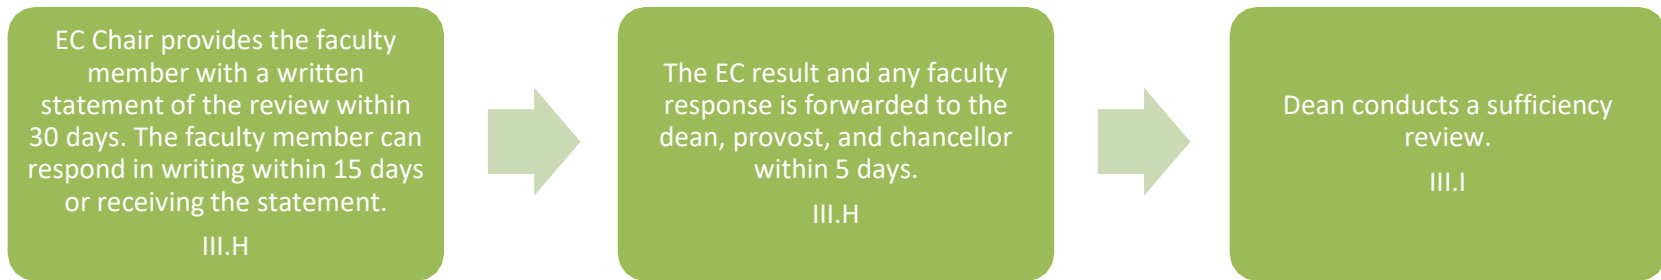 EC Chair provides the faculty
member with a written
statement of the review within
30 days. The faculty member can
respond in writing within 15 days
or receiving the statement.
III.H
The EC result and any faculty
response is forwarded to the
dean, provost, and chancellor
within 5 days.
III.H
Dean conducts a sufficiency
review.
III.I